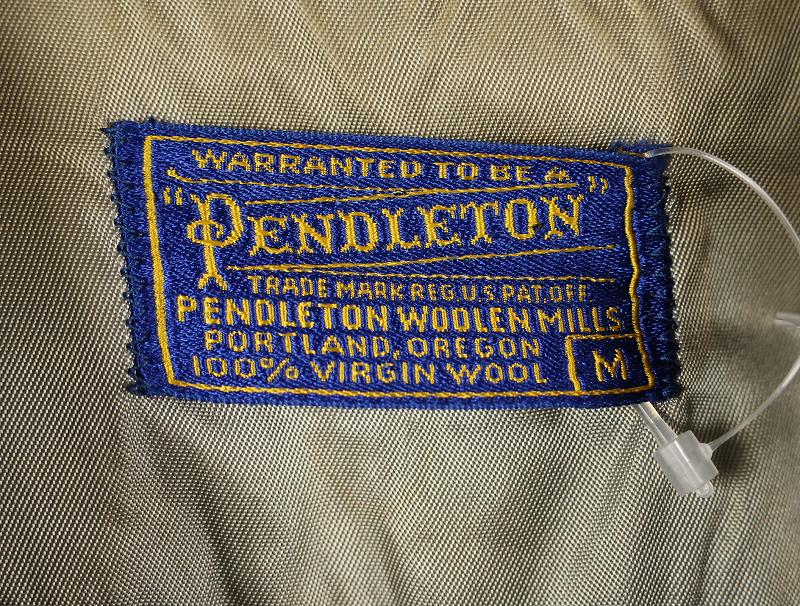 WARRANTED TO BE A
"PENDLETON"
TRADE MARK REG. U.S. PAT. OFF.
PENDLETON WOOLEN MILLS
PORTLAND, OREGON
100% VIRGIN WOOL
M